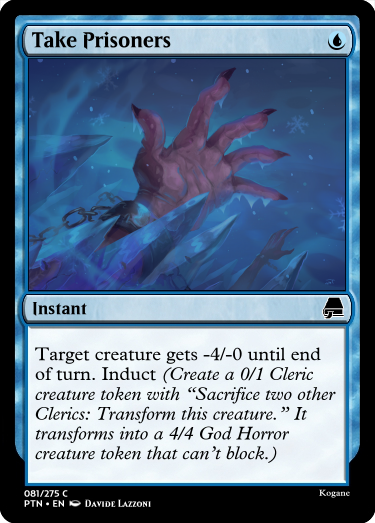 Take Prisoners
Instant
Target creature gets -4/-0 until end
of turn. Induct (Create a 0/1 Cleric
creature token with “Sacrifice two other
Clerics: Transform this creature.” It
transforms into a 4/4 God Horror
creature token that can’t block.)
081/275 C
Kogane
PTN • EN Davide Lazzoni